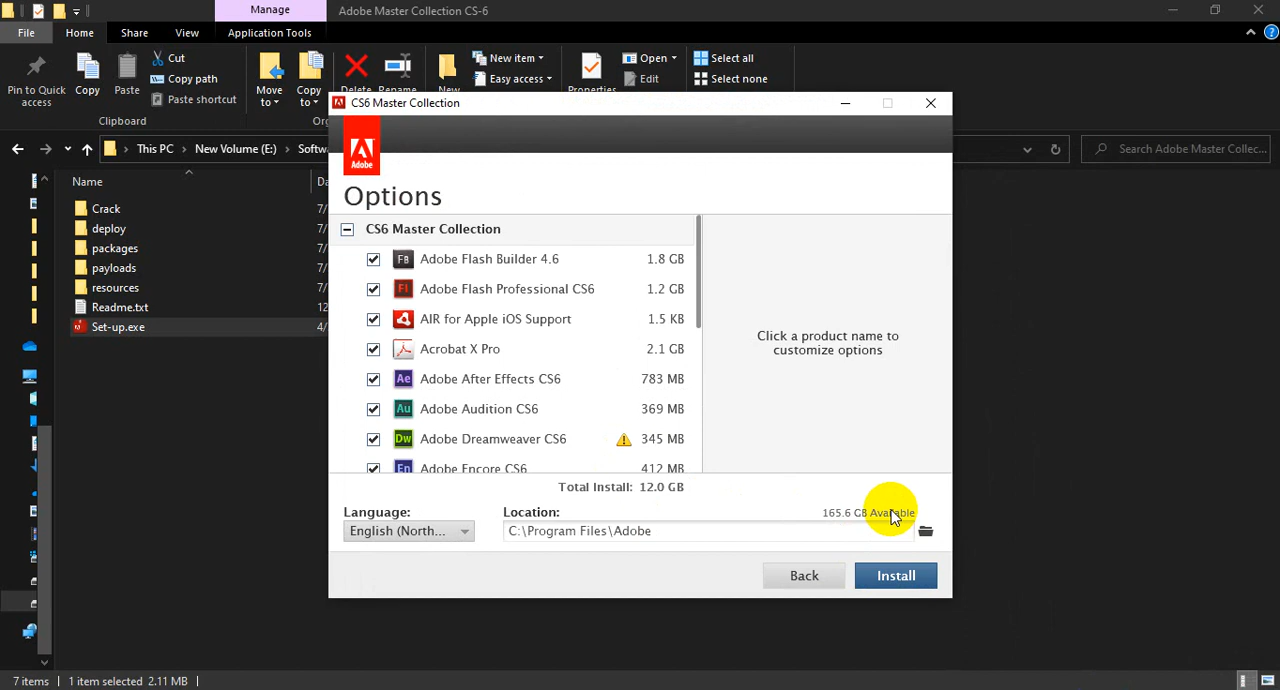 Manage
Adobe Master Collection CS-6
File
Home
Share
View
Application Tools
Pin to Quick access
Copy
Paste
Cut
Copy path
Paste shortcut
Move to
Copy to
Delete
Rename
New
New item
Easy access
Properties
Open
Edit
Select all
Select none
Clipboard
This PC
New Volume (E:)
Search Adobe Master Collec...
Name
Crack
deploy
packages
payloads
resources
Readme.txt
Set-up.exe
CS6 Master Collection
Adobe
Options
CS6 Master Collection
Adobe Flash Builder 4.6 1.8 GB
Adobe Flash Professional CS6 1.2 GB
AIR for Apple iOS Support 1.5 KB
Acrobat X Pro 2.1 GB
Adobe After Effects CS6 783 MB
Adobe Audition CS6 369 MB
Adobe Dreamweaver CS6 345 MB
Adobe Encore CS6 412 MB
Click a product name to
customize options
Total Install: 12.0 GB
Language:
English (North...
Location:
165.6 GB Available
C:\Program Files\Adobe
Back
Install
7 items
1 item selected 2.11 MB